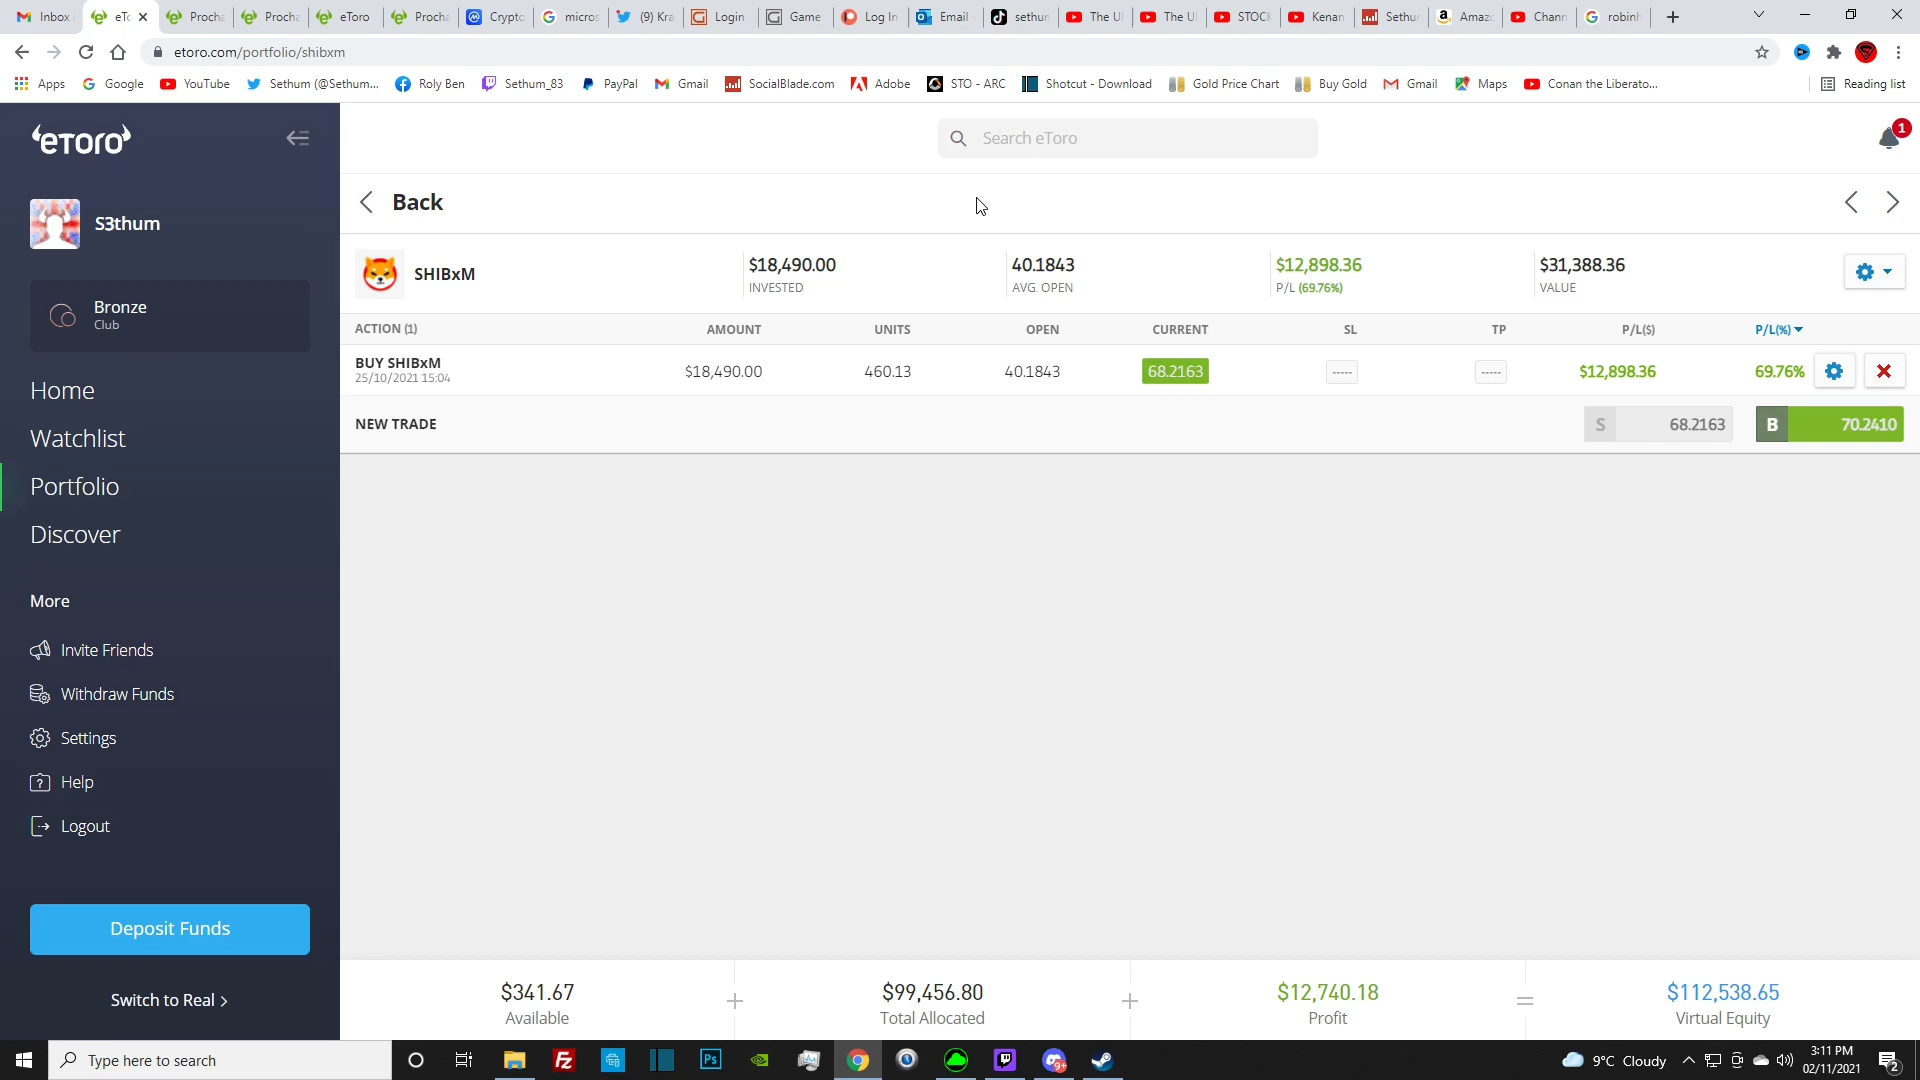 Inbox
eTo
Procha
Procha
eToro
Procha
Crypto
micros
(9) Kra
Login
Game
Log In
Email -
sethum
The Ul
The Ul
STOCK
Kenan
Sethur
Amazo
Chann
robinh
etoro.com/portfolio/shibxm
Apps
Google
YouTube
Sethum (@Sethum...
Roly Ben
Sethum_83
PayPal
Gmail
SocialBlade.com
Adobe
STO - ARC
Shotcut - Download
Gold Price Chart
Buy Gold
Gmail
Maps
Conan the Liberato...
Reading list
eToro
Search eToro
1
S3thum
Back
Bronze
Club
SHIBxM
$18,490.00
INVESTED
40.1843
AVG. OPEN
$12,898.36
P/L (69.76%)
$31,388.36
VALUE
ACTION (1) AMOUNT UNITS OPEN CURRENT SL TP P/L($) P/L(%)
BUY SHIBxM
25/10/2021 15:04
$18,490.00 460.13 40.1843 68.2163 ----- ----- $12,898.36 69.76%
NEW TRADE S 68.2163 B 70.2410
Home
Watchlist
Portfolio
Discover
More
Invite Friends
Withdraw Funds
Settings
Help
Logout
Deposit Funds
Switch to Real >
$341.67
Available
+
$99,456.80
Total Allocated
+
$12,740.18
Profit
=
$112,538.65
Virtual Equity
Type here to search
Fz
Ps
9+
9°C Cloudy
3:11 PM
02/11/2021
2